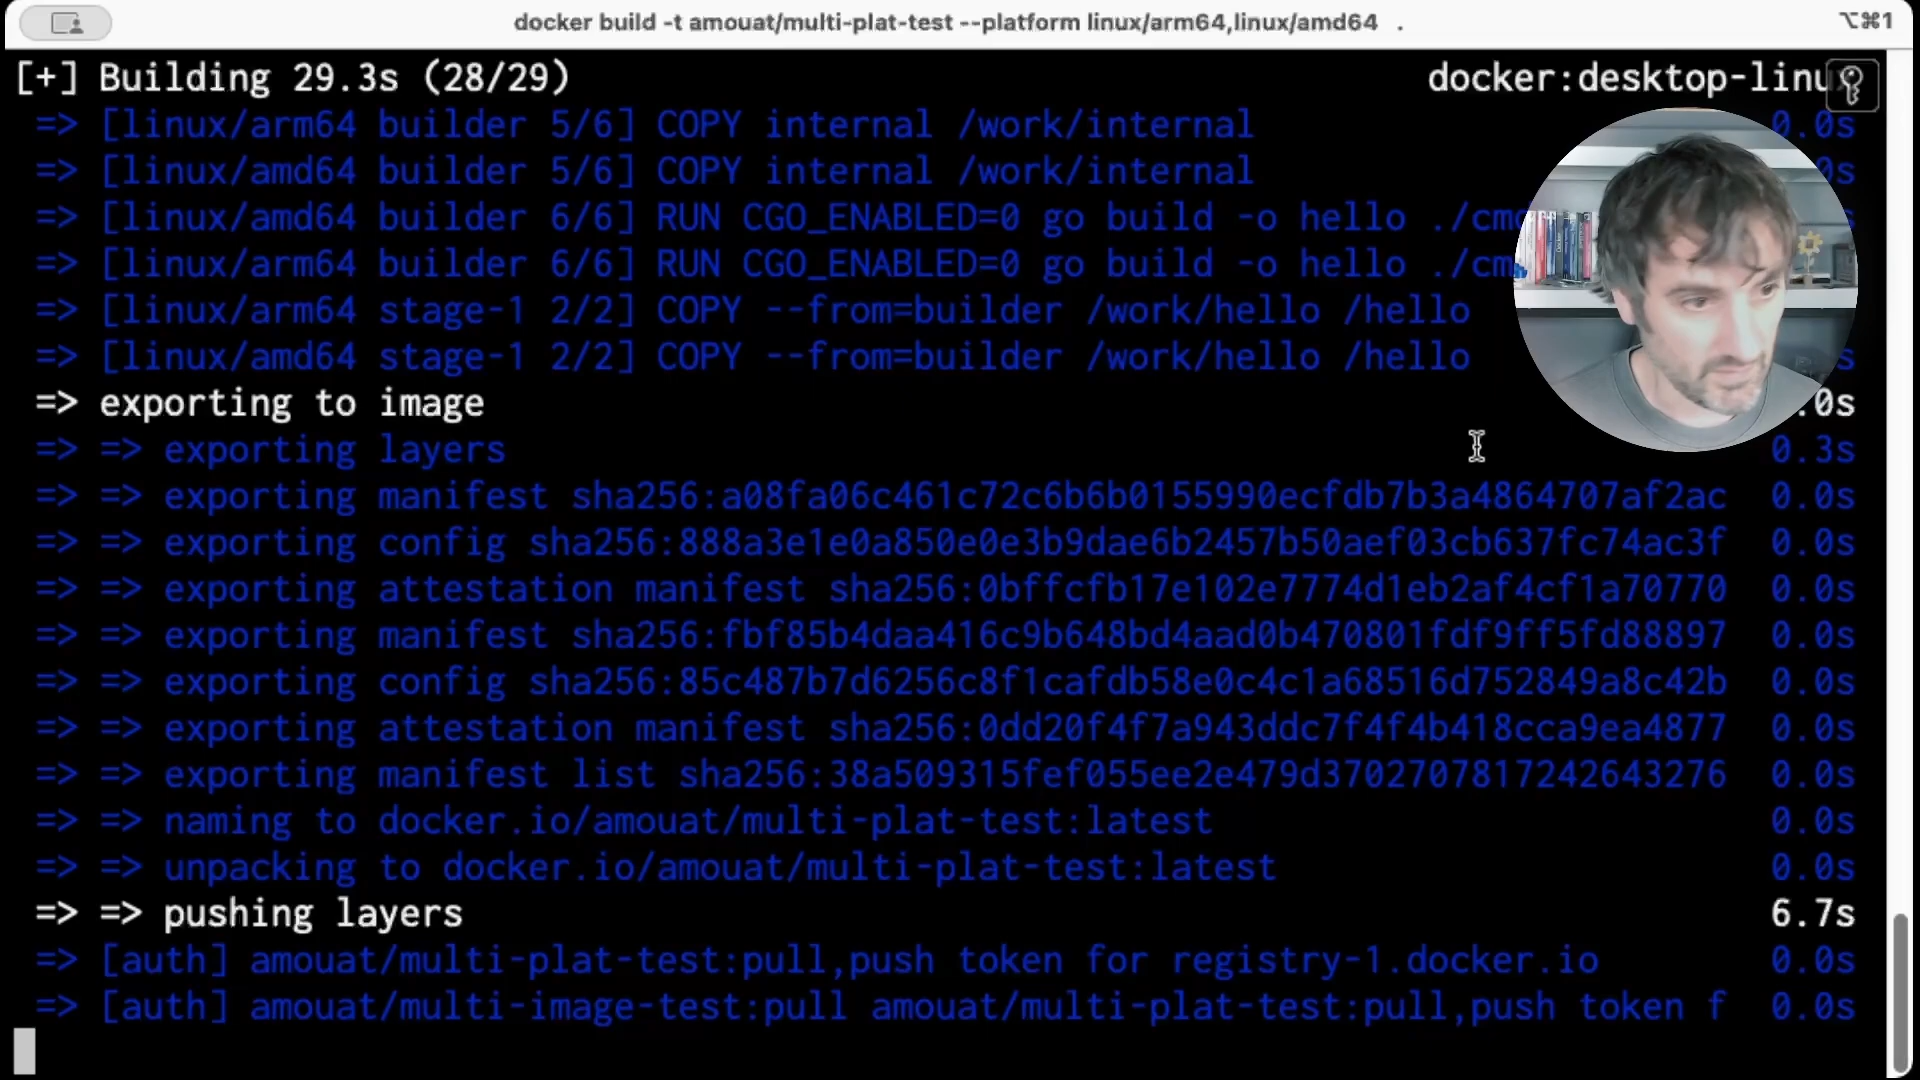 docker build -t amouat/multi-plat-test --platform linux/arm64,linux/amd64 .
⌥⌘1
[+] Building 29.3s (28/29) docker:desktop-linu
=> [linux/arm64 builder 5/6] COPY internal /work/internal 0.0s
=> [linux/amd64 builder 5/6] COPY internal /work/internal
=> [linux/amd64 builder 6/6] RUN CGO_ENABLED=0 go build -o hello ./cm
=> [linux/arm64 builder 6/6] RUN CGO_ENABLED=0 go build -o hello ./cm
=> [linux/arm64 stage-1 2/2] COPY --from=builder /work/hello /hello
=> [linux/amd64 stage-1 2/2] COPY --from=builder /work/hello /hello
=> exporting to image .0s
=> => exporting layers 0.3s
=> => exporting manifest sha256:a08fa06c461c72c6b6b0155990ecfdb7b3a4864707af2ac 0.0s
=> => exporting config sha256:888a3e1e0a850e0e3b9dae6b2457b50aef03cb637fc74ac3f 0.0s
=> => exporting attestation manifest sha256:0bffcfb17e102e7774d1eb2af4cf1a70770 0.0s
=> => exporting manifest sha256:fbf85b4daa416c9b648bd4aad0b470801fdf9ff5fd88897 0.0s
=> => exporting config sha256:85c487b7d6256c8f1cafdb58e0c4c1a68516d752849a8c42b 0.0s
=> => exporting attestation manifest sha256:0dd20f4f7a943ddc7f4f4b418cca9ea4877 0.0s
=> => exporting manifest list sha256:38a509315fef055ee2e479d3702707817242643276 0.0s
=> => naming to docker.io/amouat/multi-plat-test:latest 0.0s
=> => unpacking to docker.io/amouat/multi-plat-test:latest 0.0s
=> => pushing layers 6.7s
=> [auth] amouat/multi-plat-test:pull,push token for registry-1.docker.io 0.0s
=> [auth] amouat/multi-image-test:pull amouat/multi-plat-test:pull,push token f 0.0s